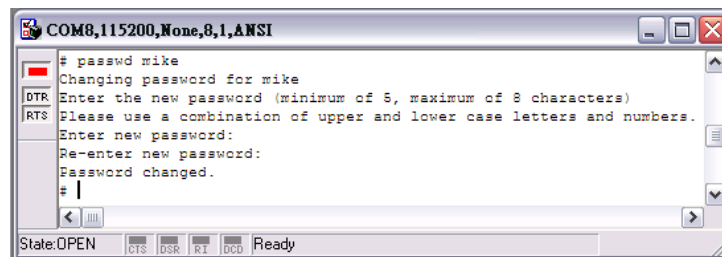 COM8,115200,None,8,1,ANSI
# passwd mike
Changing password for mike
DTR
Enter the new password (minimum of 5, maximum of 8 characters)
RTS
Please use a combination of upper and lower case letters and numbers.
Enter new password:
Re-enter new password:
Password changed.
#
State:OPEN CTS DSR RI DCD Ready